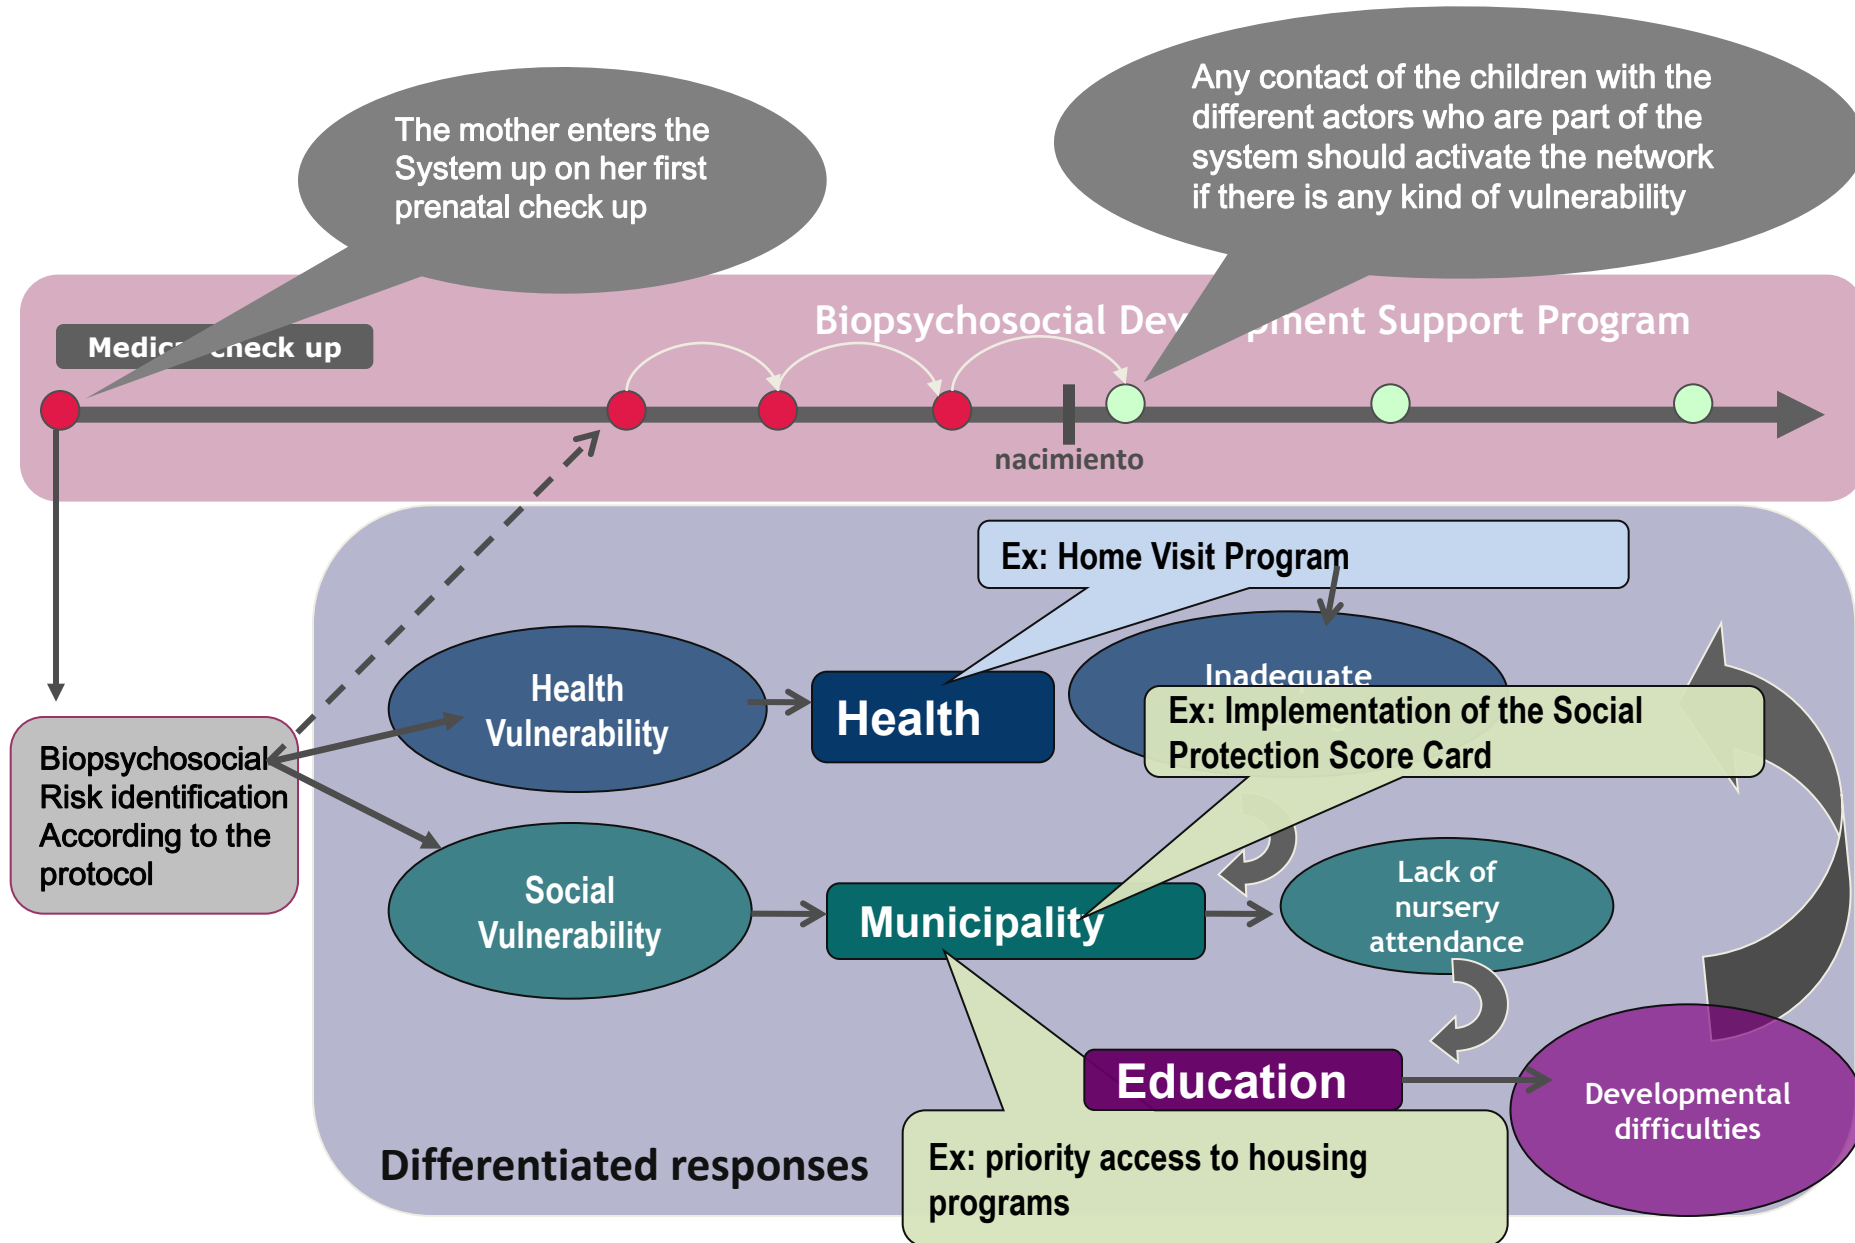 The mother enters the
System up on her first
prenatal check up
Any contact of the children with the
different actors who are part of the
system should activate the network
if there is any kind of vulnerability
Biopsychosocial Development Support Program
check up
nacimiento
Ex: Home Visit Program
Inadequate
Health
Vulnerability
Health
Ex: Implementation of the Social
Protection Score Card
Biopsychosocial
Risk identification
According to the
protocol
Social
Vulnerability
Municipality
Lack of
nursery
attendance
Education
Developmental
difficulties
Differentiated responses
Ex: priority access to housing
programs